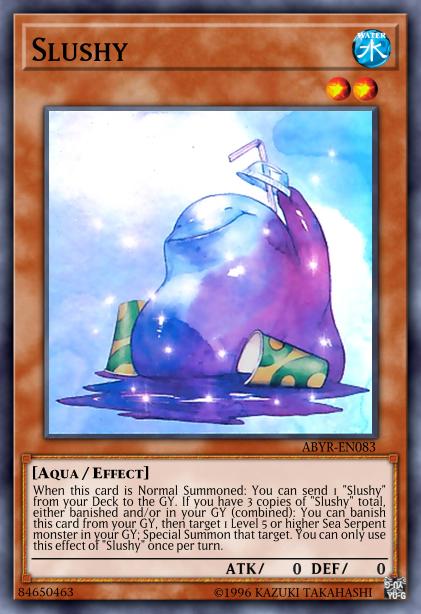 Slushy
WATER
水
ABYR-EN083
[Aqua / Effect]
When this card is Normal Summoned: You can send 1 "Slushy"
from your Deck to the GY. If you have 3 copies of "Slushy" total,
either banished and/or in your GY (combined): You can banish
this card from your GY, then target 1 Level 5 or higher Sea Serpent
monster in your GY; Special Summon that target. You can only use
this effect of "Slushy" once per turn.
ATK/ 0 DEF/ 0
84650463
©1996 KAZUKI TAKAHASHI